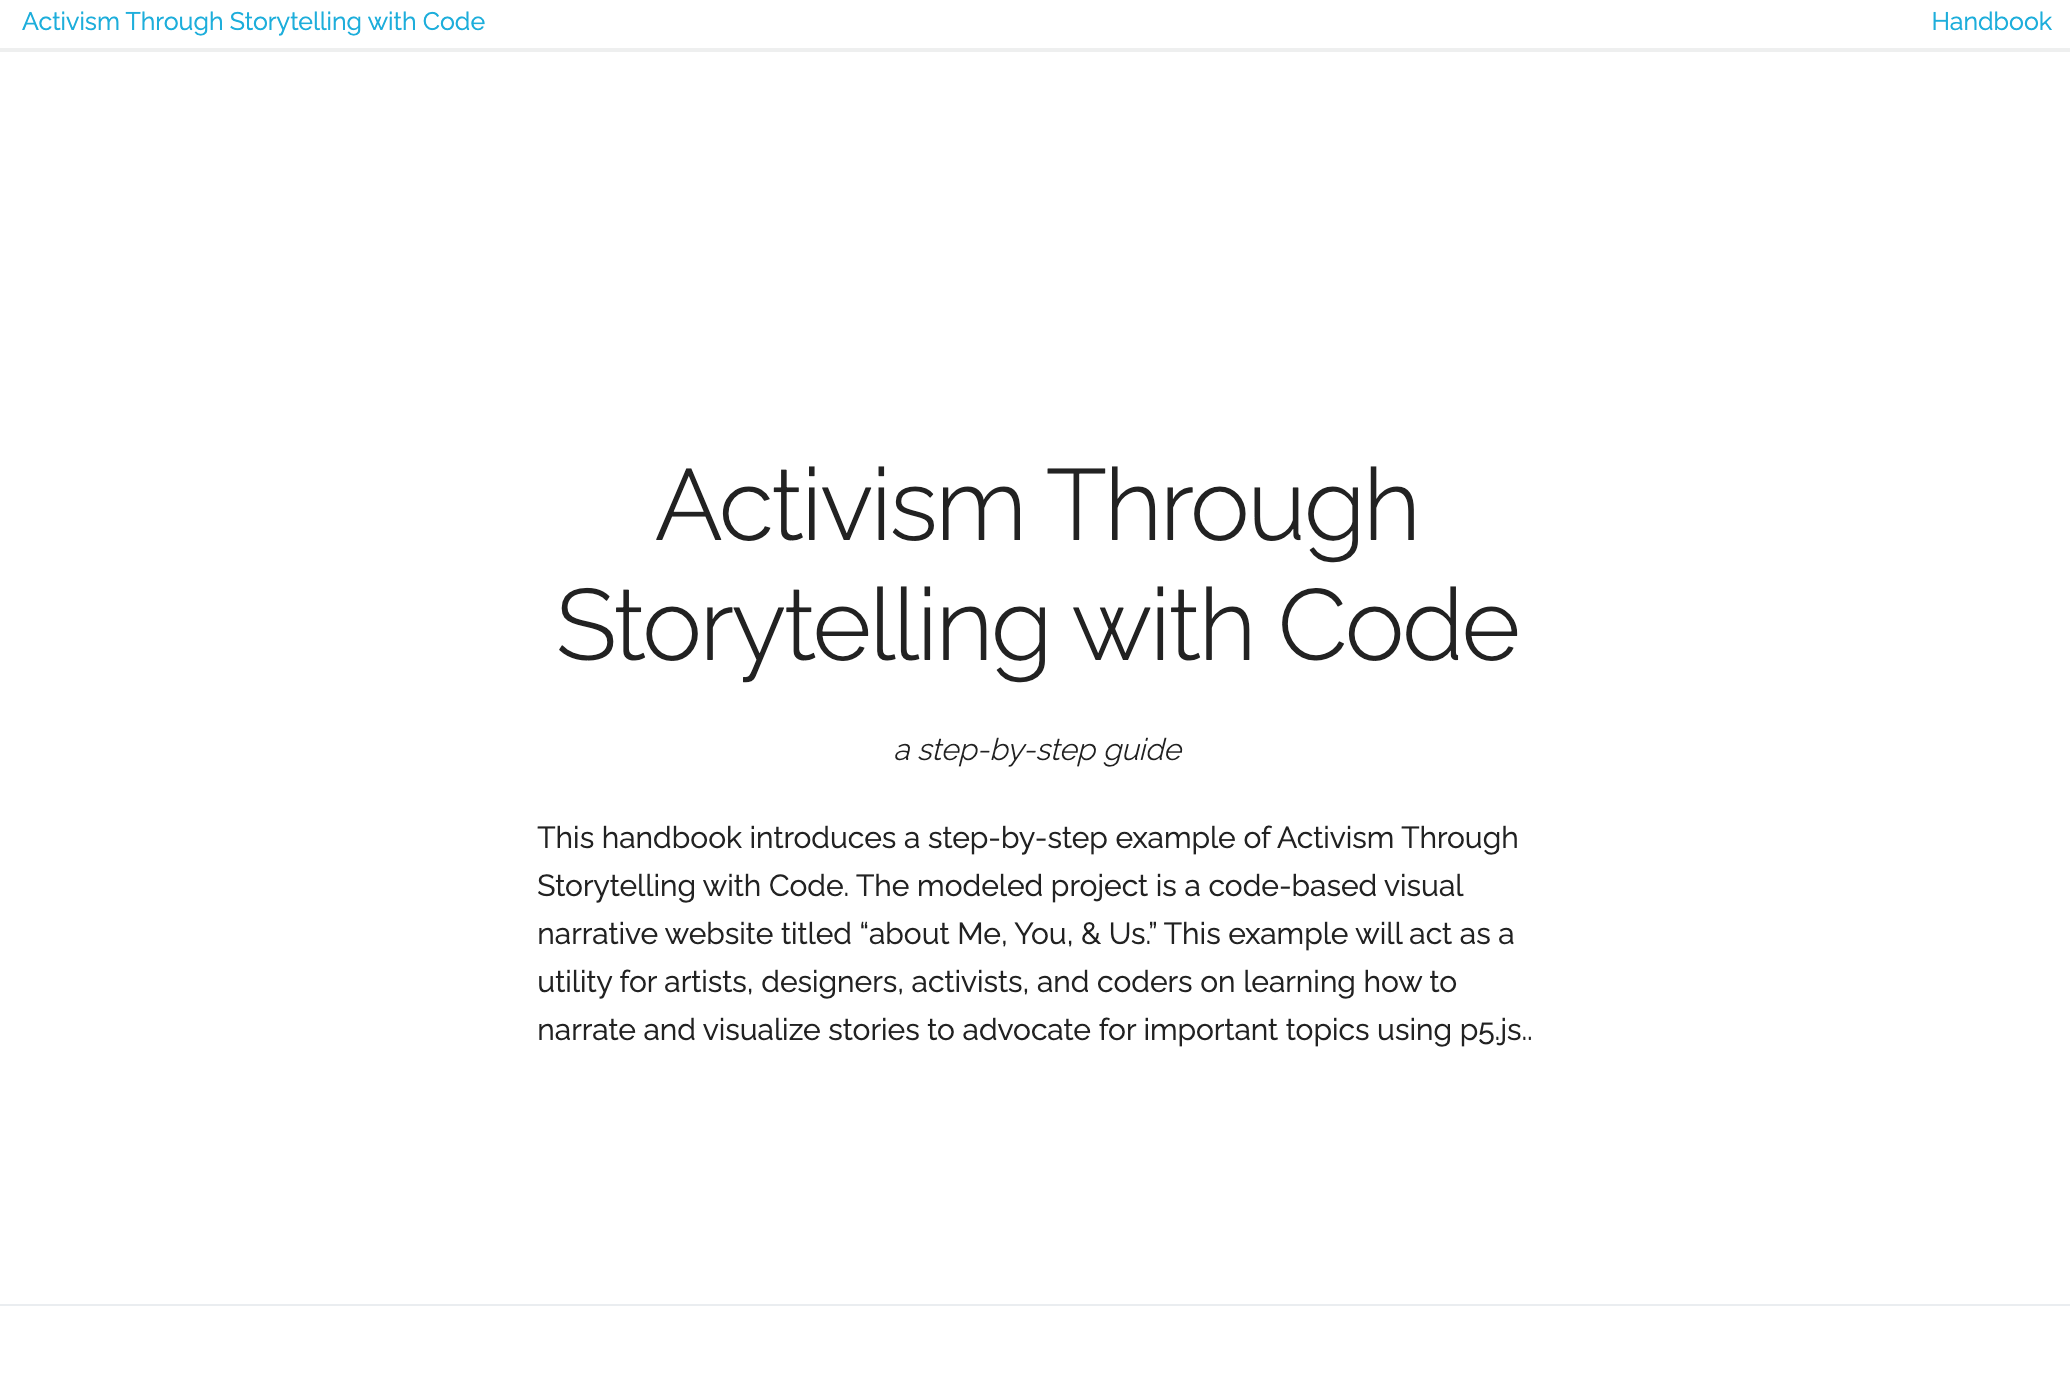 Activism Through Storytelling with Code
Handbook
Activism Through
Storytelling with Code
a step-by-step guide
This handbook introduces a step-by-step example of Activism Through
Storytelling with Code. The modeled project is a code-based visual
narrative website titled “about Me, You, & Us.” This example will act as a
utility for artists, designers, activists, and coders on learning how to
narrate and visualize stories to advocate for important topics using p5.js..